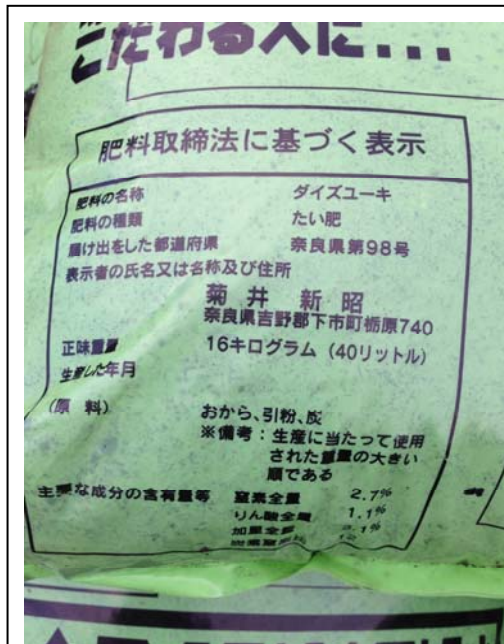 こだわる人に...
肥料取締法に基づく表示
肥料の名称 ダイズユーキ
肥料の種類 たい肥
届け出をした都道府県 奈良県第98号
表示者の氏名又は名称及び住所
菊井 新昭
奈良県吉野郡下市町栃原740
正味重量 16キログラム (40リットル)
生産した年月
(原料) おから、引粉、炭
※備考：生産に当たって使用
された重量の大きい
順である
主要な成分の含有量等 窒素全量 2.7%
りん酸全量 1.1%
加里全量